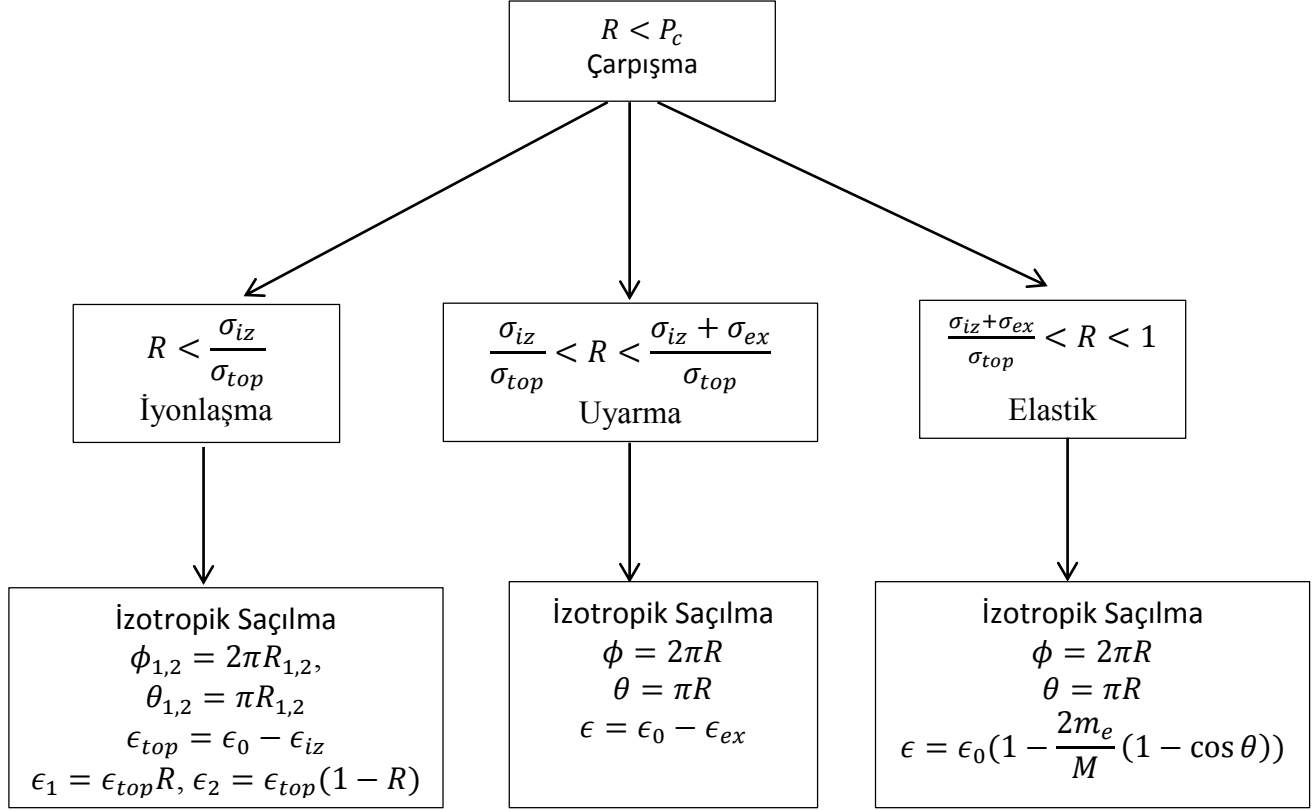 R < P_c
Çarpışma
R < σ_iz/σ_top
İyonlaşma
σ_iz/σ_top < R < (σ_iz + σ_ex)/σ_top
Uyarma
(σ_iz+σ_ex)/σ_top < R < 1
Elastik
İzotropik Saçılma
ϕ_1,2 = 2πR_1,2,
θ_1,2 = πR_1,2
ϵ_top = ϵ_0 − ϵ_iz
ϵ_1 = ϵ_top R, ϵ_2 = ϵ_top(1 − R)
İzotropik Saçılma
ϕ = 2πR
θ = πR
ϵ = ϵ_0 − ϵ_ex
İzotropik Saçılma
ϕ = 2πR
θ = πR
ϵ = ϵ_0(1 − 2m_e/M (1 − cos θ))